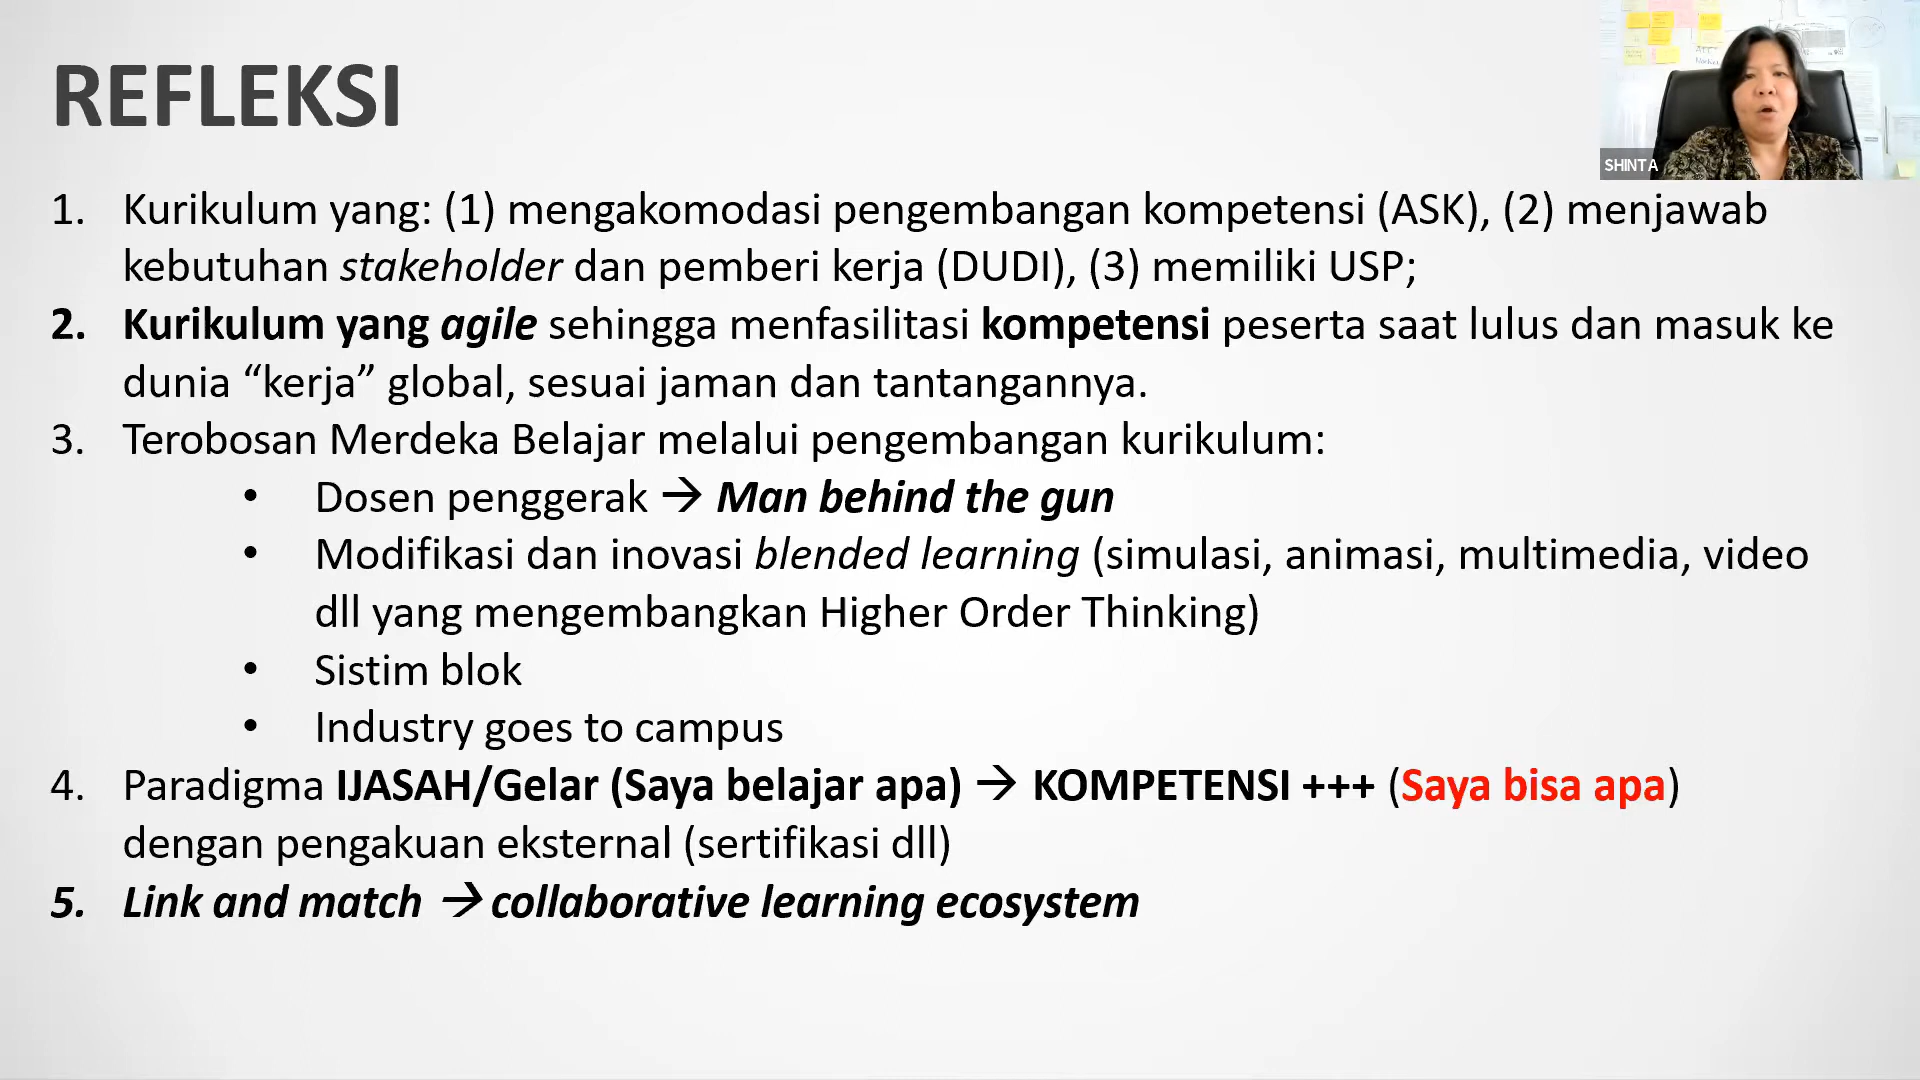 REFLEKSI
SHINTA
1. Kurikulum yang: (1) mengakomodasi pengembangan kompetensi (ASK), (2) menjawab
kebutuhan stakeholder dan pemberi kerja (DUDI), (3) memiliki USP;
2. Kurikulum yang agile sehingga menfasilitasi kompetensi peserta saat lulus dan masuk ke
dunia “kerja” global, sesuai jaman dan tantangannya.
3. Terobosan Merdeka Belajar melalui pengembangan kurikulum:
• Dosen penggerak → Man behind the gun
• Modifikasi dan inovasi blended learning (simulasi, animasi, multimedia, video
dll yang mengembangkan Higher Order Thinking)
• Sistim blok
• Industry goes to campus
4. Paradigma IJASAH/Gelar (Saya belajar apa) → KOMPETENSI +++ (Saya bisa apa)
dengan pengakuan eksternal (sertifikasi dll)
5. Link and match → collaborative learning ecosystem